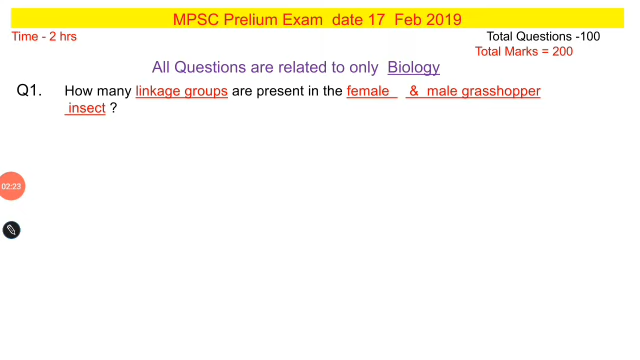 MPSC Prelium Exam date 17 Feb 2019
Time - 2 hrs
Total Questions -100
Total Marks = 200
All Questions are related to only Biology
Q1. How many linkage groups are present in the female & male grasshopper
insect ?
02:23